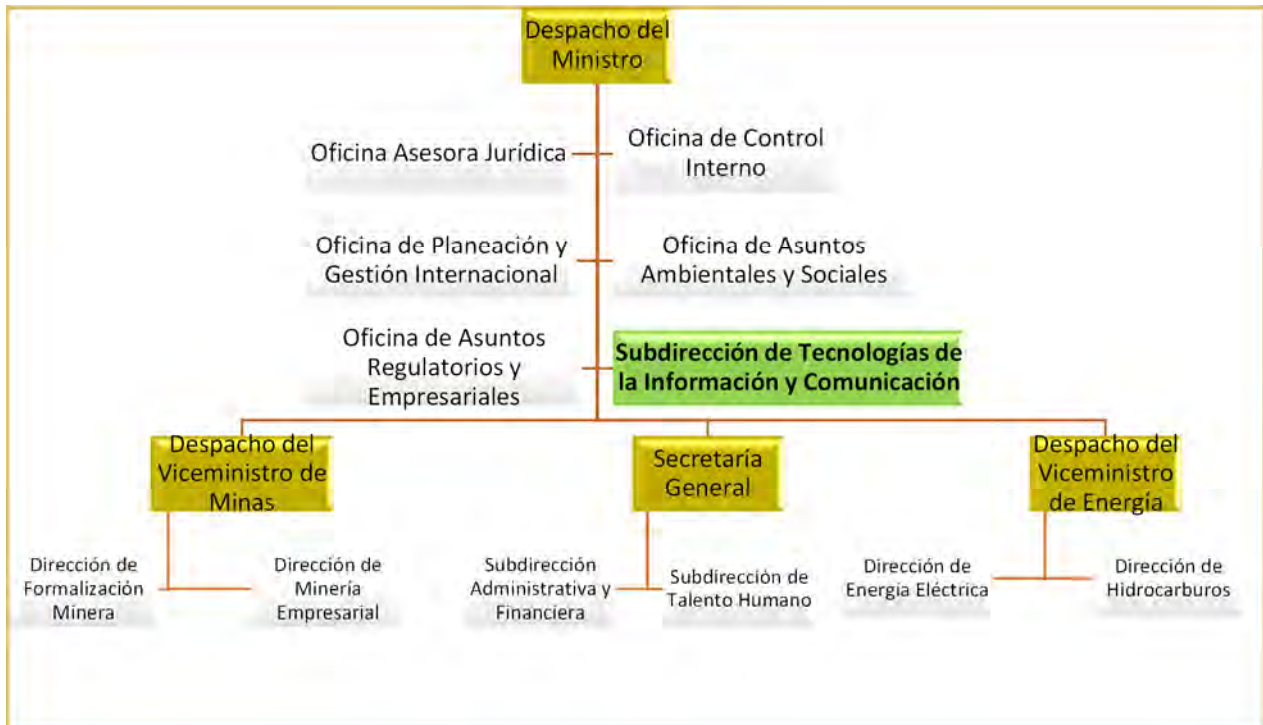 Despacho del
Ministro
Oficina Asesora Jurídica
Oficina de Control
Interno
Oficina de Planeación y
Gestión Internacional
Oficina de Asuntos
Ambientales y Sociales
Oficina de Asuntos
Regulatorios y
Empresariales
Subdirección de Tecnologías de
la Información y Comunicación
Despacho del
Viceministro de
Minas
Secretaría
General
Despacho del
Viceministro
de Energía
Dirección de
Formalización
Minera
Dirección de
Minería
Empresarial
Subdirección
Administrativa y
Financiera
Subdirección de
Talento Humano
Dirección de
Energía Eléctrica
Dirección de
Hidrocarburos